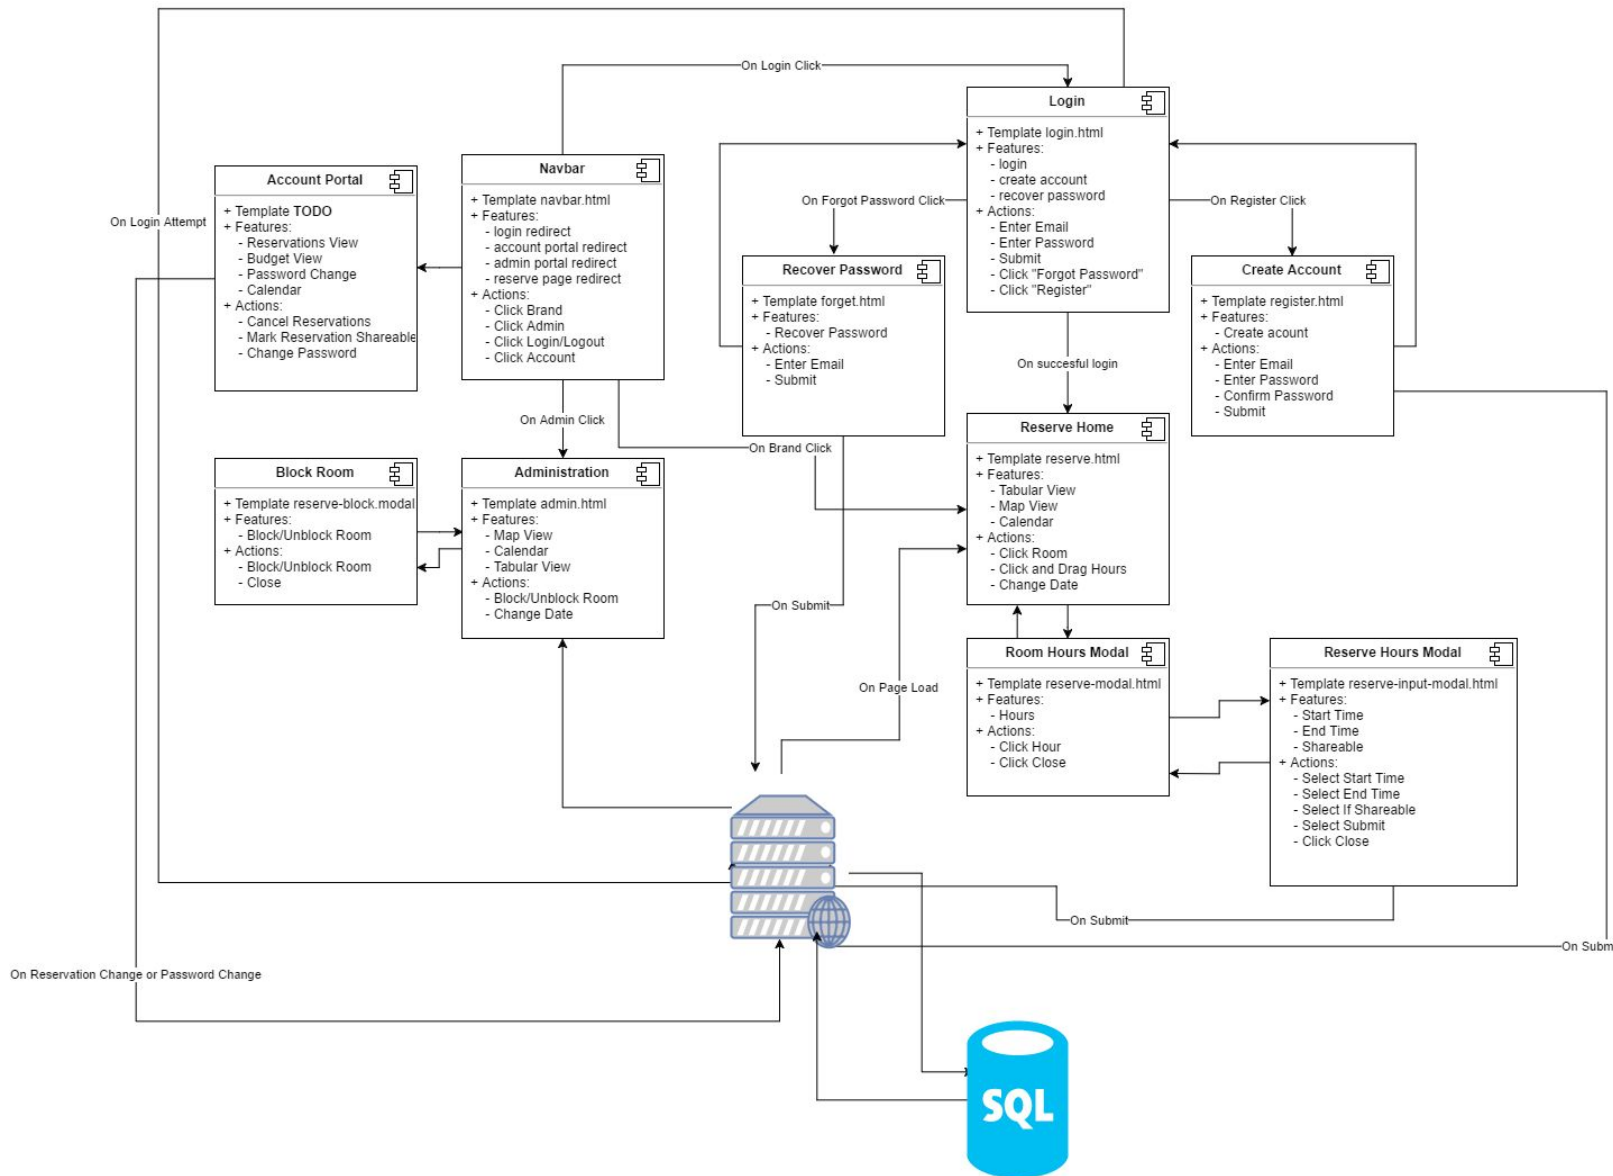 On Login Click
Login
+ Template login.html
+ Features:
- login
- create account
- recover password
+ Actions:
- Enter Email
- Enter Password
- Submit
- Click "Forgot Password"
- Click "Register"
Account Portal
+ Template TODO
+ Features:
- Reservations View
- Budget View
- Password Change
- Calendar
+ Actions:
- Cancel Reservations
- Mark Reservation Shareable
- Change Password
Navbar
+ Template navbar.html
+ Features:
- login redirect
- account portal redirect
- admin portal redirect
- reserve page redirect
+ Actions:
- Click Brand
- Click Admin
- Click Login/Logout
- Click Account
On Login Attempt
On Forgot Password Click
On Register Click
Recover Password
+ Template forget.html
+ Features:
- Recover Password
+ Actions:
- Enter Email
- Submit
Create Account
+ Template register.html
+ Features:
- Create acount
+ Actions:
- Enter Email
- Enter Password
- Confirm Password
- Submit
On succesful login
On Admin Click
On Brand Click
Block Room
+ Template reserve-block.modal
+ Features:
- Block/Unblock Room
+ Actions:
- Block/Unblock Room
- Close
Administration
+ Template admin.html
+ Features:
- Map View
- Calendar
- Tabular View
+ Actions:
- Block/Unblock Room
- Change Date
Reserve Home
+ Template reserve.html
+ Features:
- Tabular View
- Map View
- Calendar
+ Actions:
- Click Room
- Click and Drag Hours
- Change Date
On Submit
On Page Load
Room Hours Modal
+ Template reserve-modal.html
+ Features:
- Hours
+ Actions:
- Click Hour
- Click Close
Reserve Hours Modal
+ Template reserve-input-modal.html
+ Features:
- Start Time
- End Time
- Shareable
+ Actions:
- Select Start Time
- Select End Time
- Select If Shareable
- Select Submit
- Click Close
On Submit
On Subm
On Reservation Change or Password Change
SQL